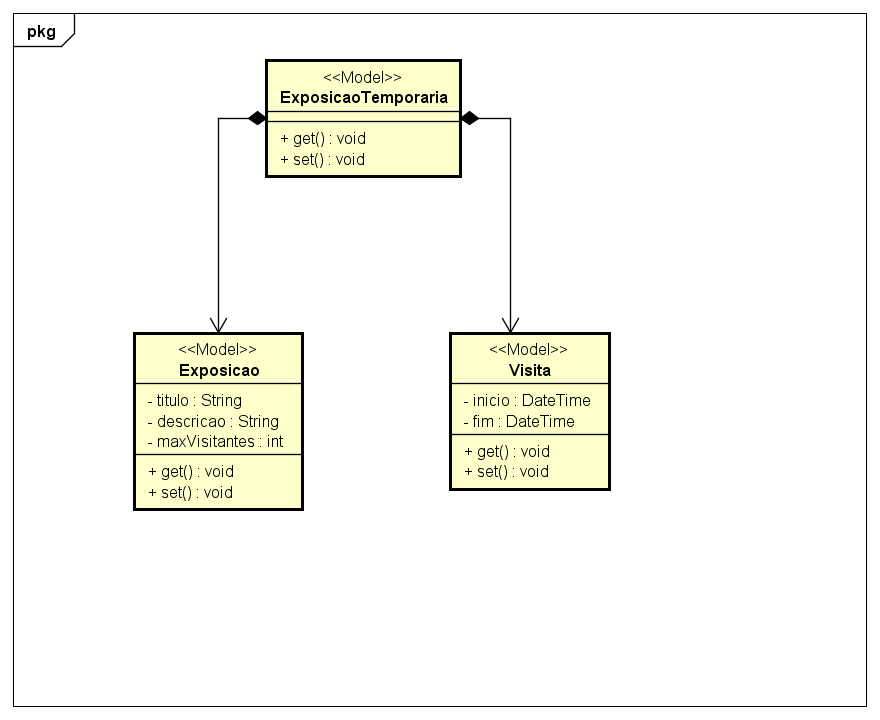 pkg
<<Model>>
ExposicaoTemporaria
+ get() : void
+ set() : void
<<Model>>
Exposicao
- titulo : String
- descricao : String
- maxVisitantes : int
+ get() : void
+ set() : void
<<Model>>
Visita
- inicio : DateTime
- fim : DateTime
+ get() : void
+ set() : void